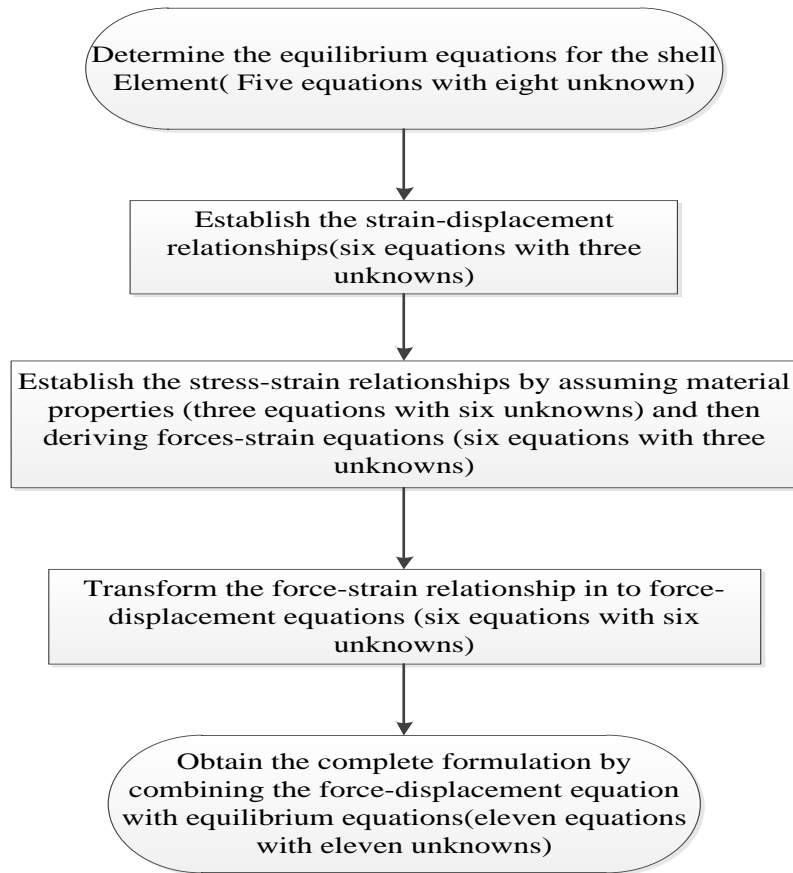 Determine the equilibrium equations for the shell
Element( Five equations with eight unknown)
Establish the strain-displacement
relationships(six equations with three
unknowns)
Establish the stress-strain relationships by assuming material
properties (three equations with six unknowns) and then
deriving forces-strain equations (six equations with three
unknowns)
Transform the force-strain relationship in to force-
displacement equations (six equations with six
unknowns)
Obtain the complete formulation by
combining the force-displacement equation
with equilibrium equations(eleven equations
with eleven unknowns)